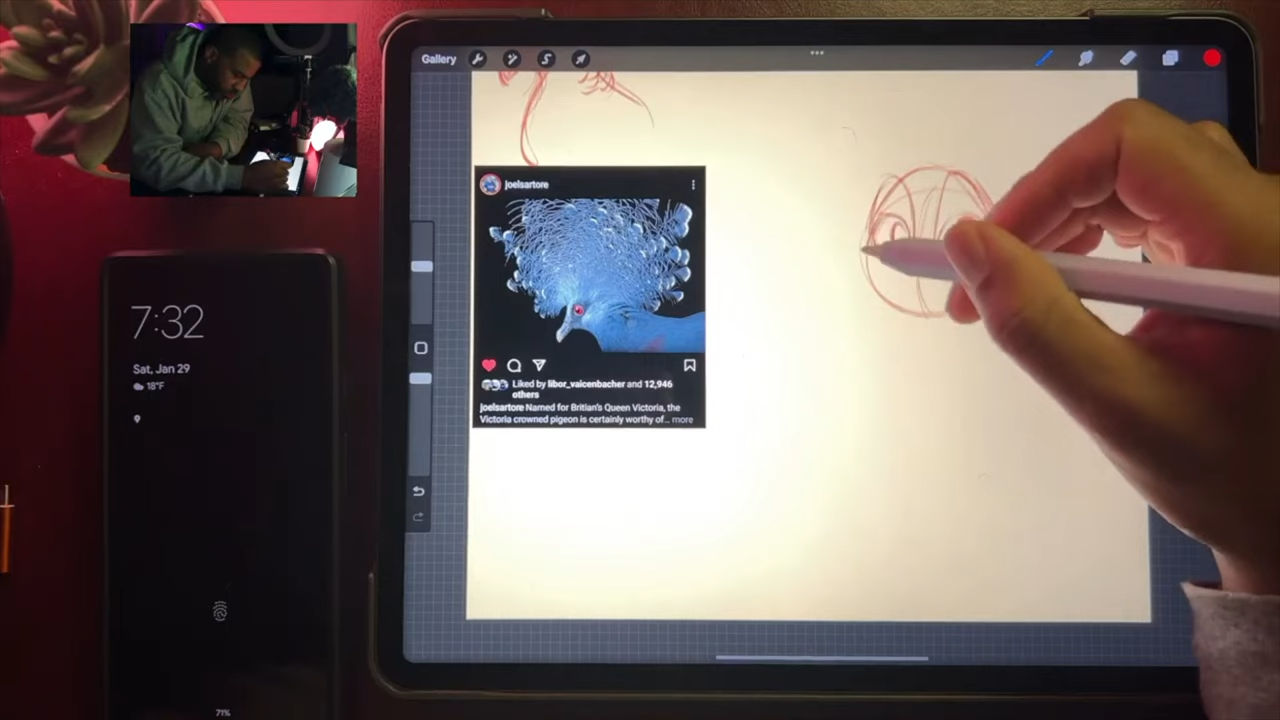 Gallery
joelsartore
Liked by libor_vaicenbacher and 12,946
others
joelsartore Named for Britian's Queen Victoria, the
Victoria crowned pigeon is certainly worthy of... more
7:32
Sat, Jan 29
18°F
71%